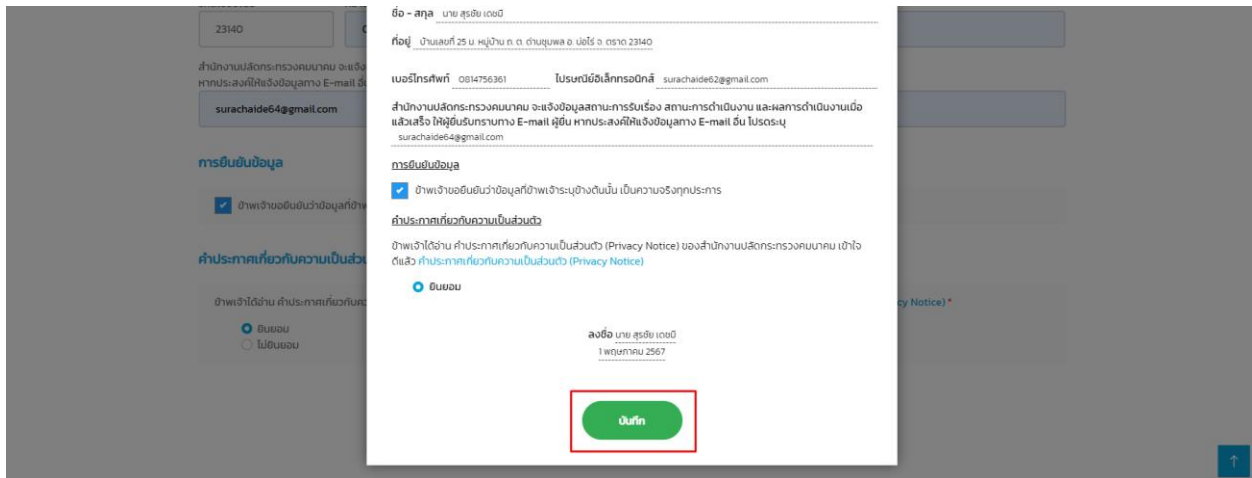 ชื่อ - สกุล นาย สุรชัย เดชมี
23140
ที่อยู่ บ้านเลขที่ 25 ม. หมู่บ้าน ถ. ต. ด่านชุมพล อ. บ่อไร่ จ. ตราด 23140
สำนักงานปลัดกระทรวงคมนาคม จะแจ้ง
หากประสงค์ให้แจ้งข้อมูลทาง E-mail อื่
surachaide64@gmail.com
เบอร์โทรศัพท์ 0814756361 ไปรษณีย์อิเล็กทรอนิกส์ surachaide62@gmail.com
สำนักงานปลัดกระทรวงคมนาคม จะแจ้งข้อมูลสถานะการรับเรื่อง สถานะการดำเนินงาน และผลการดำเนินงานเมื่อ
แล้วเสร็จ ให้ผู้ยื่นรับทราบทาง E-mail ผู้ยื่น หากประสงค์ให้แจ้งข้อมูลทาง E-mail อื่น โปรดระบุ
surachaide64@gmail.com
การยืนยันข้อมูล
การยืนยันข้อมูล
ข้าพเจ้าขอยืนยันว่าข้อมูลที่ข้าพเจ้าระบุข้างต้นนั้น เป็นความจริงทุกประการ
ข้าพเจ้าขอยืนยันว่าข้อมูลที่ข้าพ
คำประกาศเกี่ยวกับความเป็นส่วนตัว
ข้าพเจ้าได้อ่าน คำประกาศเกี่ยวกับความเป็นส่วนตัว (Privacy Notice) ของสำนักงานปลัดกระทรวงคมนาคม เข้าใจ
ดีแล้ว คำประกาศเกี่ยวกับความเป็นส่วนตัว (Privacy Notice)
คำประกาศเกี่ยวกับความเป็นส่วน
ยินยอม
ข้าพเจ้าได้อ่าน คำประกาศเกี่ยวกับค
cy Notice) *
ยินยอม
ไม่ยินยอม
ลงชื่อ นาย สุรชัย เดชมี
1 พฤษภาคม 2567
บันทึก